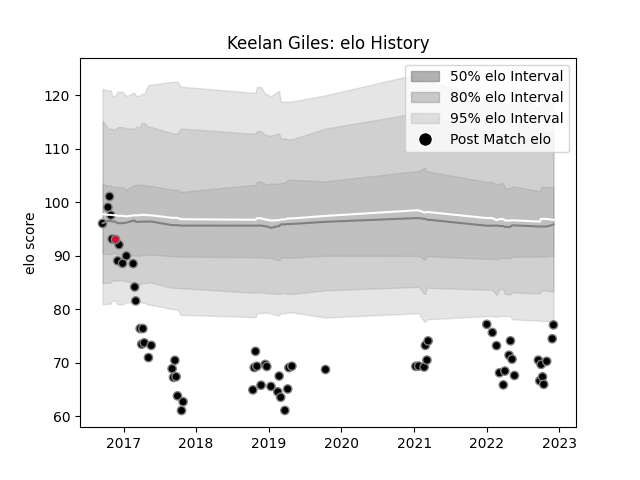 Keelan Giles: elo History
50% elo Interval
80% elo Interval
95% elo Interval
Post Match elo
elo score
120
110
100
90
80
70
60
2017 2018 2019 2020 2021 2022 2023